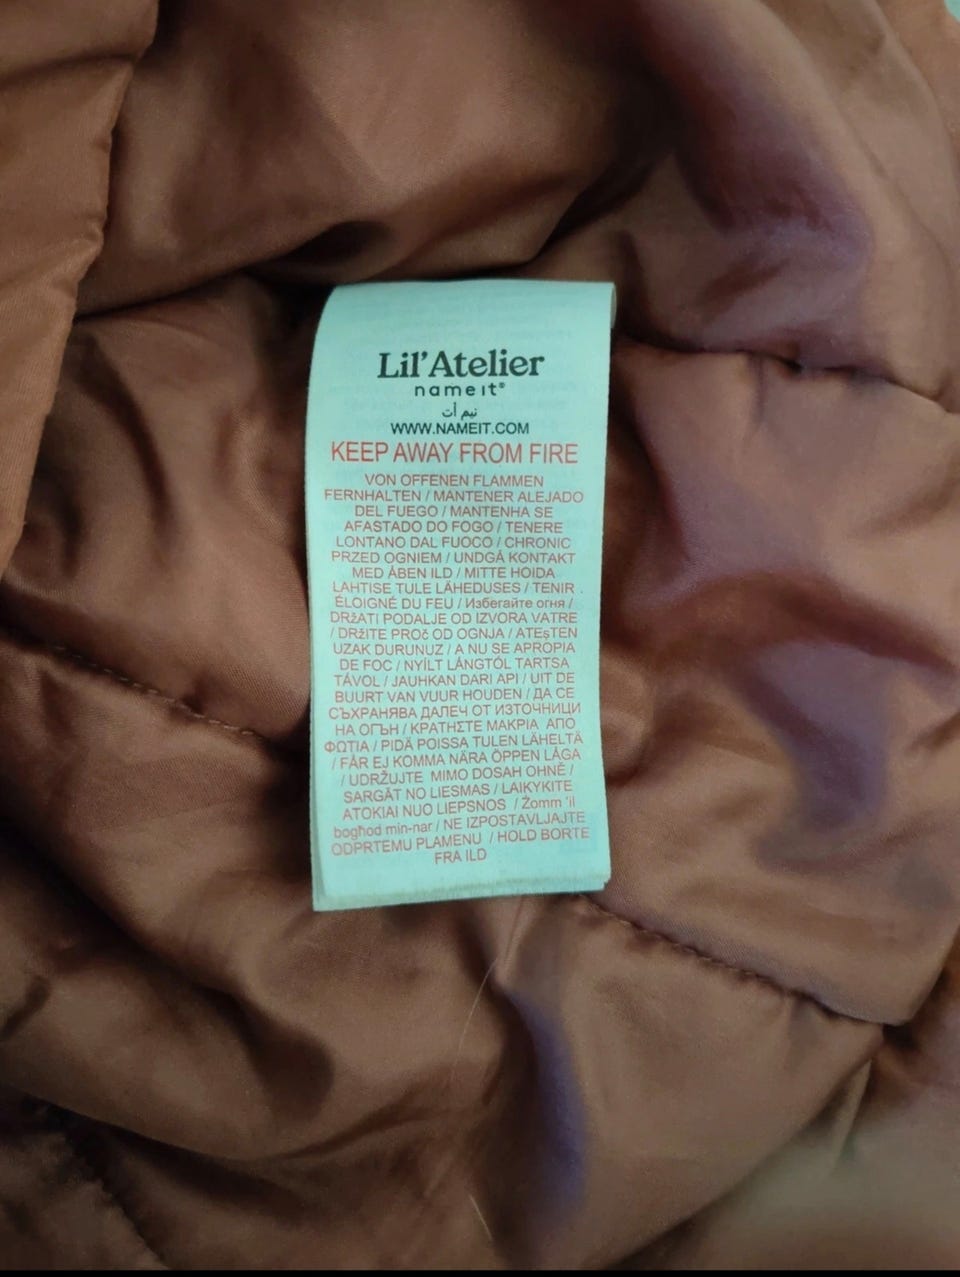 Lil'Atelier
name it®
نيم أت
WWW.NAMEIT.COM
KEEP AWAY FROM FIRE
VON OFFENEN FLAMMEN
FERNHALTEN / MANTENER ALEJADO
DEL FUEGO / MANTENHA SE
AFASTADO DO FOGO / TENERE
LONTANO DAL FUOCO / CHRONIC
PRZED OGNIEM / UNDGÅ KONTAKT
MED ÅBEN ILD / MITTE HOIDA
LAHTISE TULE LÄHEDUSES / TENIR
ÉLOIGNÉ DU FEU / Избегайте огня /
DRžATI PODALJE OD IZVORA VATRE
/ DRžITE PROč OD OGNJA / ATEşTEN
UZAK DURUNUZ / A NU SE APROPIA
DE FOC / NYÍLT LÁNGTÓL TARTSA
TÁVOL / JAUHKAN DARI API / UIT DE
BUURT VAN VUUR HOUDEN / ДА СЕ
СЪХРАНЯВА ДАЛЕЧ ОТ ИЗТОЧНИЦИ
НА ОГЪН / ΚΡΑΤΗΣΤΕ ΜΑΚΡΙΑ ΑΠΟ
ΦΩΤΙΑ / PIDÄ POISSA TULEN LÄHELTÄ
/ FÅR EJ KOMMA NÄRA ÖPPEN LÅGA
/ UDRŽUJTE MIMO DOSAH OHNĚ /
SARGĀT NO LIESMAS / LAIKYKITE
ATOKIAI NUO LIEPSNOS / Żomm 'il
bogħod min-nar / NE IZPOSTAVLJAJTE
ODPRTEMU PLAMENU / HOLD BORTE
FRA ILD